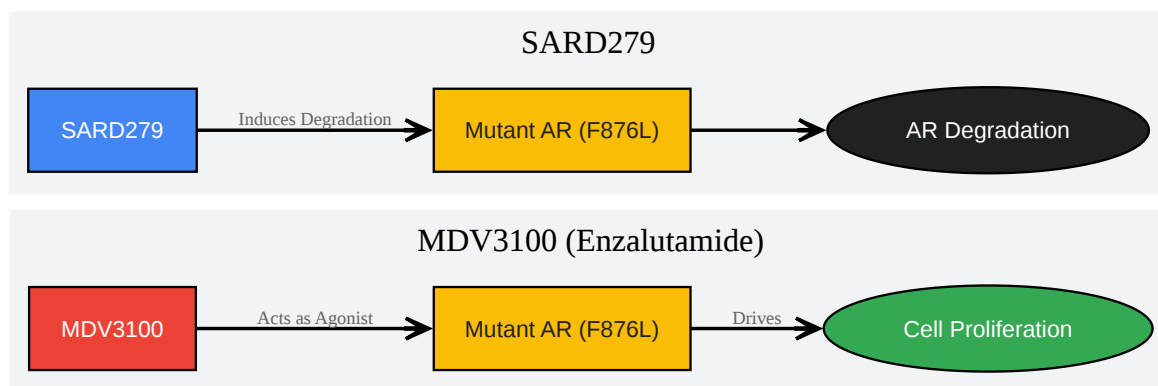 SARD279
SARD279
Induces Degradation
Mutant AR (F876L)
AR Degradation
MDV3100 (Enzalutamide)
MDV3100
Acts as Agonist
Mutant AR (F876L)
Drives
Cell Proliferation